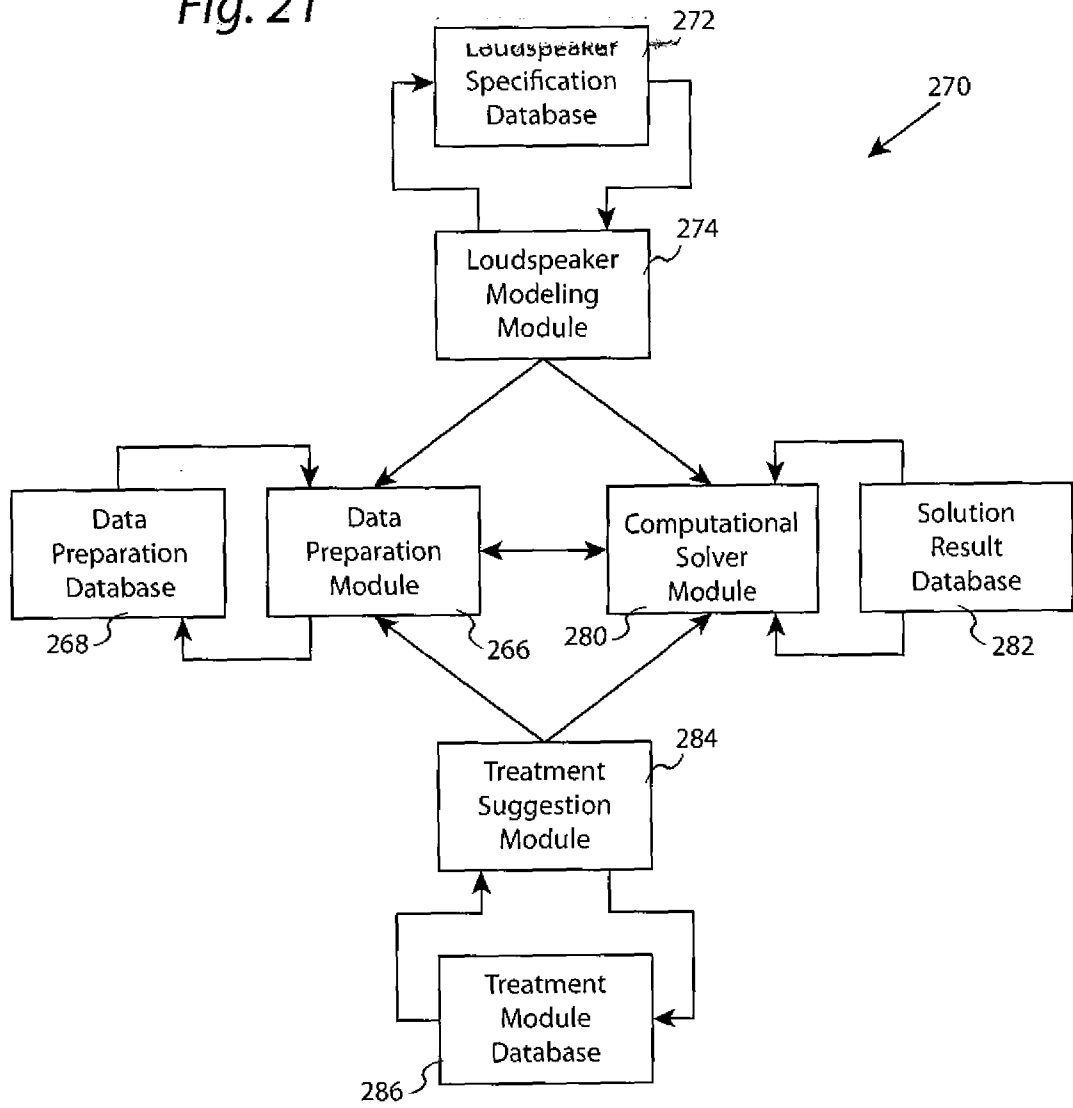 Fig. 21
272
Loudspeaker
Specification
Database
270
274
Loudspeaker
Modeling
Module
Data
Preparation
Database
268
Data
Preparation
Module
266
Computational
Solver
Module
280
Solution
Result
Database
282
284
Treatment
Suggestion
Module
Treatment
Module
Database
286